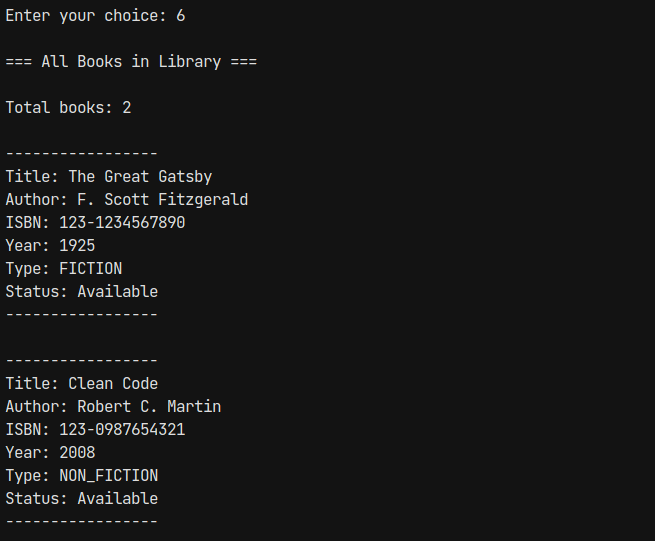 Enter your choice: 6
=== All Books in Library ===
Total books: 2
-----------------
Title: The Great Gatsby
Author: F. Scott Fitzgerald
ISBN: 123-1234567890
Year: 1925
Type: FICTION
Status: Available
-----------------
-----------------
Title: Clean Code
Author: Robert C. Martin
ISBN: 123-0987654321
Year: 2008
Type: NON_FICTION
Status: Available
-----------------